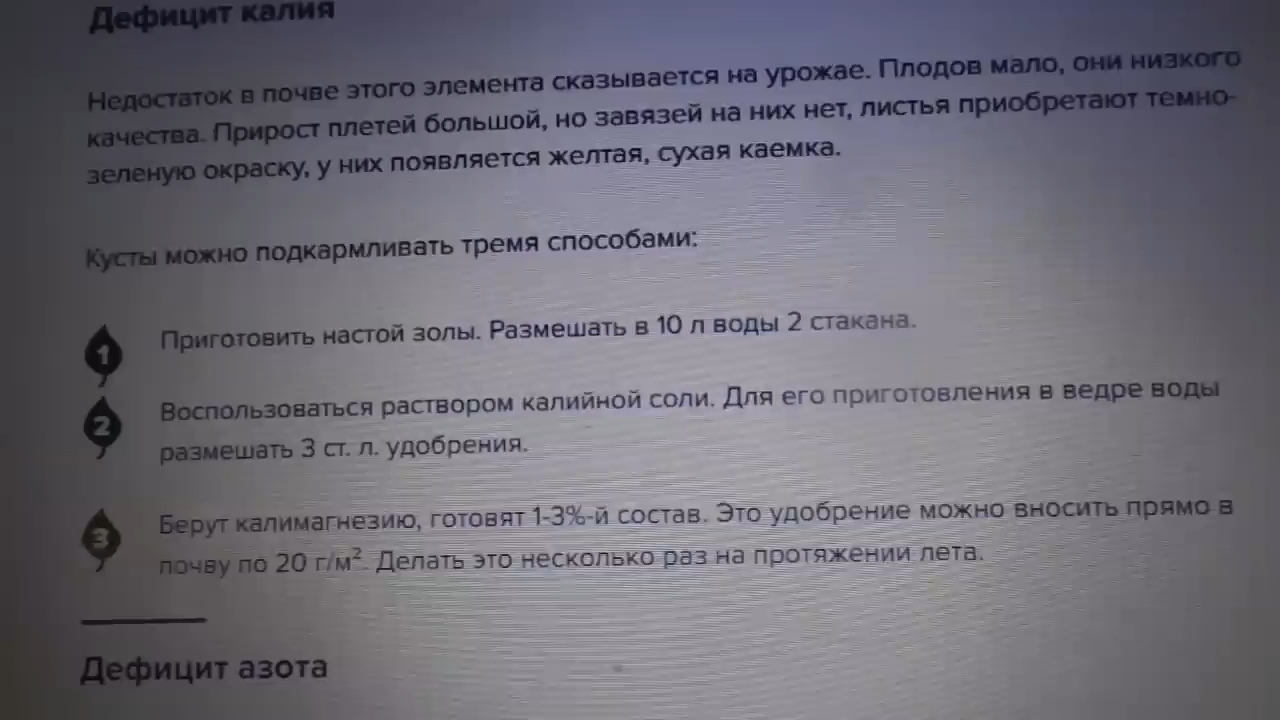 Дефицит калия
Недостаток в почве этого элемента сказывается на урожае. Плодов мало, они низкого
качества. Прирост плетей большой, но завязей на них нет, листья приобретают темно-
зеленую окраску, у них появляется желтая, сухая каемка.
Кусты можно подкармливать тремя способами:
1 Приготовить настой золы. Размешать в 10 л воды 2 стакана.
2 Воспользоваться раствором калийной соли. Для его приготовления в ведре воды
размешать 3 ст. л. удобрения.
3 Берут калимагнезию, готовят 1-3%-й состав. Это удобрение можно вносить прямо в
почву по 20 г/м². Делать это несколько раз на протяжении лета.
Дефицит азота